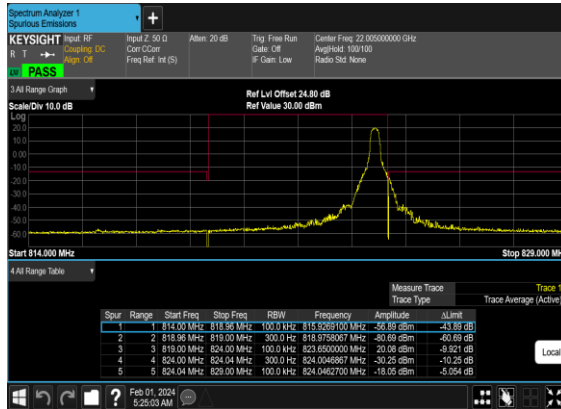 Spectrum Analyzer 1
Spurious Emissions
KEYSIGHT Input: RF Input Z: 50 Ω Atten: 20 dB Trig: Free Run Center Freq: 22.005000000 GHz
R T Coupling: DC Corr CCorr Gate: Off Avg|Hold: 100/100
Align: Off Freq Ref: Int (S) IF Gain: Low Radio Std: None
PASS
3 All Range Graph Ref Lvl Offset 24.80 dB
Scale/Div 10.0 dB Ref Value 30.00 dBm
Log
20.0
10.0
0.00
-10.0
-20.0
-30.0
-40.0
-50.0
-60.0
Start 814.000 MHz Stop 829.000 MHz
4 All Range Table
Measure Trace Trace 1
Trace Type Trace Average (Active)
Spur Range Start Freq Stop Freq RBW Frequency Amplitude ΔLimit
1 1 814.00 MHz 818.96 MHz 100.0 kHz 815.9269100 MHz -56.89 dBm -43.89 dB
2 2 818.96 MHz 819.00 MHz 300.0 Hz 818.9758067 MHz -80.69 dBm -60.69 dB
3 3 819.00 MHz 824.00 MHz 100.0 kHz 823.6500000 MHz 20.08 dBm -9.921 dB
4 4 824.00 MHz 824.04 MHz 300.0 Hz 824.0046867 MHz -30.25 dBm -10.25 dB
5 5 824.04 MHz 829.00 MHz 100.0 kHz 824.0462700 MHz -18.05 dBm -5.054 dB
Local
Feb 01, 2024
5:25:03 AM